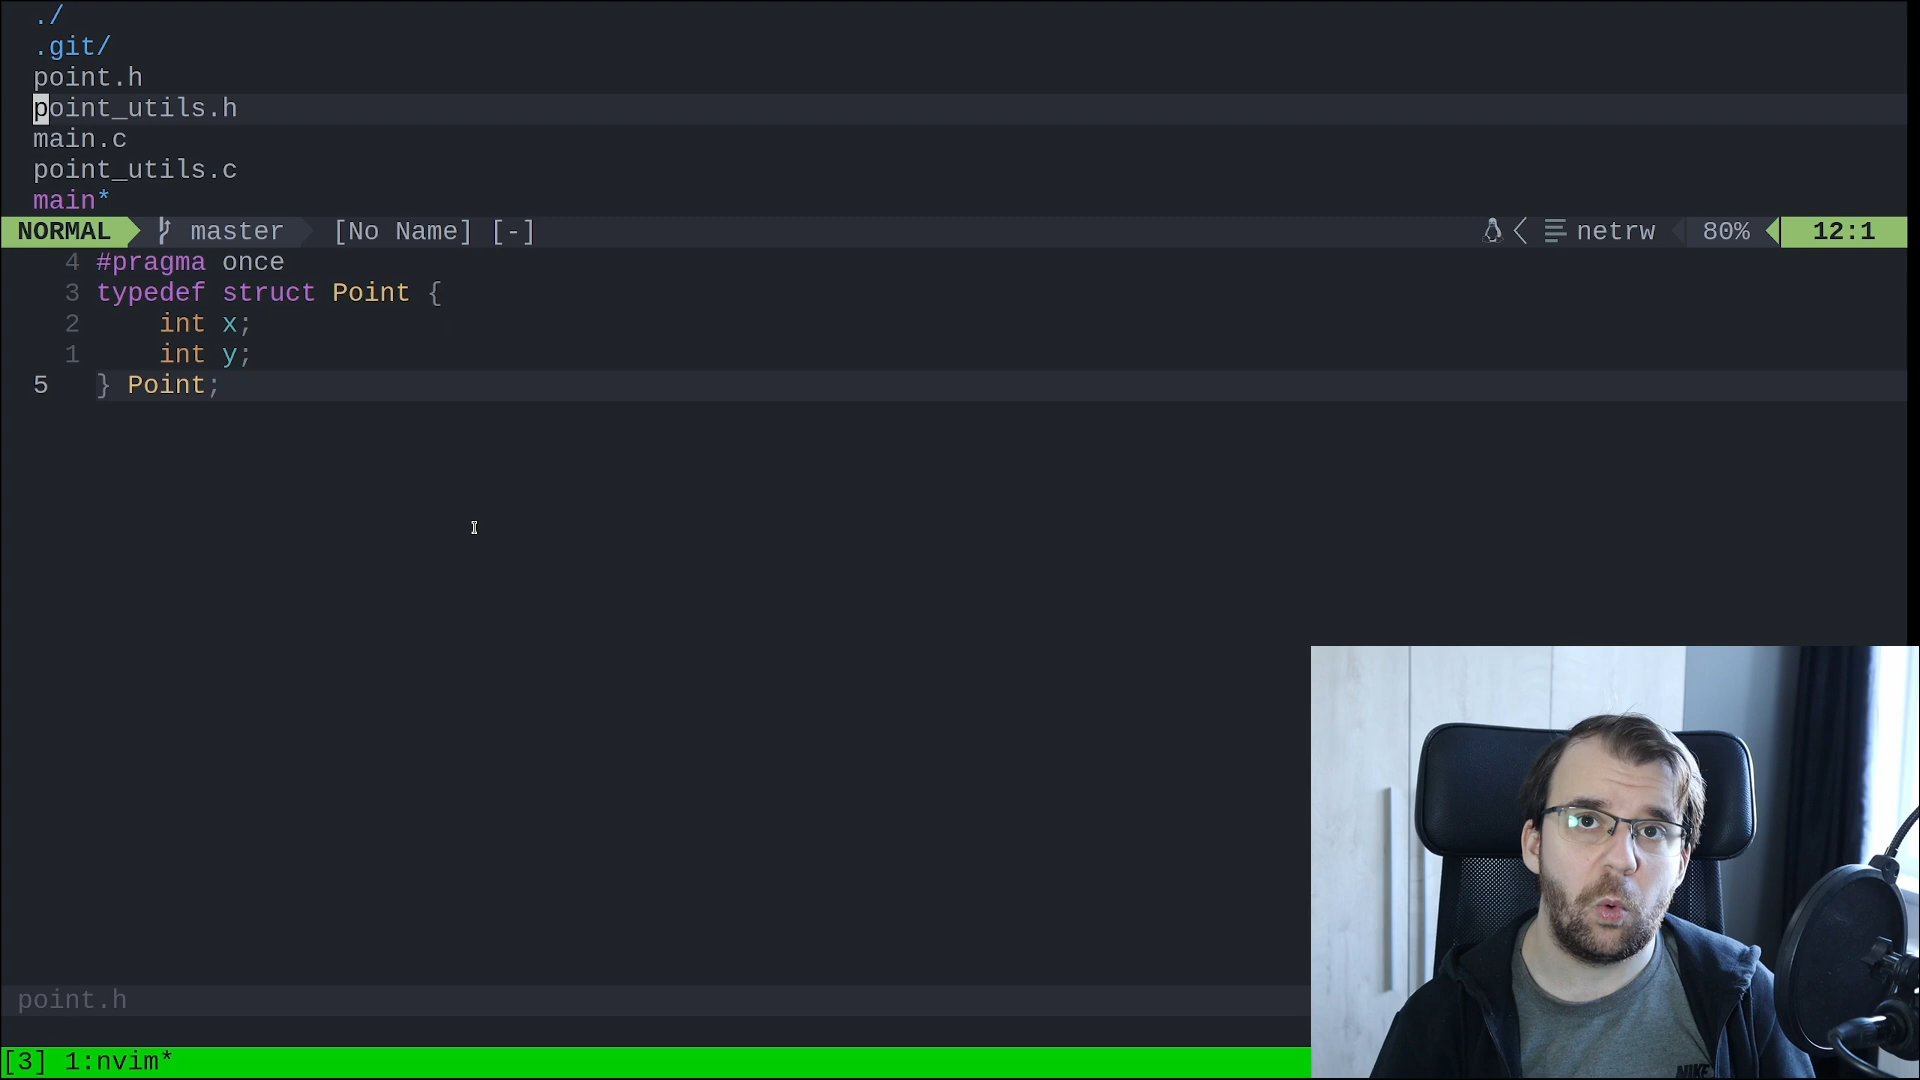 ./
.git/
point.h
point_utils.h
main.c
point_utils.c
main*
NORMAL master [No Name] [-] netrw 80% 12:1
4 #pragma once
3 typedef struct Point {
2 int x;
1 int y;
5 } Point;
point.h
[3] 1:nvim*
NIKE